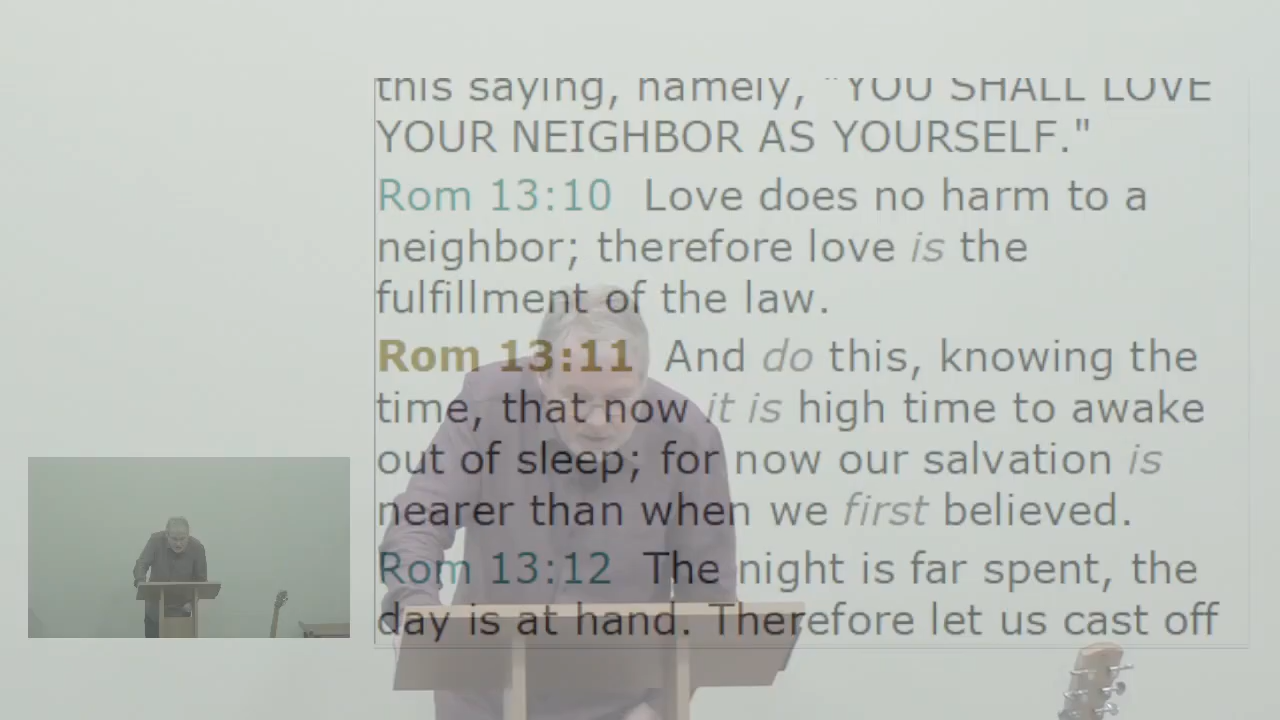 this saying, namely, "YOU SHALL LOVE
YOUR NEIGHBOR AS YOURSELF."
Rom 13:10 Love does no harm to a
neighbor; therefore love is the
fulfillment of the law.
Rom 13:11 And do this, knowing the
time, that now it is high time to awake
out of sleep; for now our salvation is
nearer than when we first believed.
Rom 13:12 The night is far spent, the
day is at hand. Therefore let us cast off